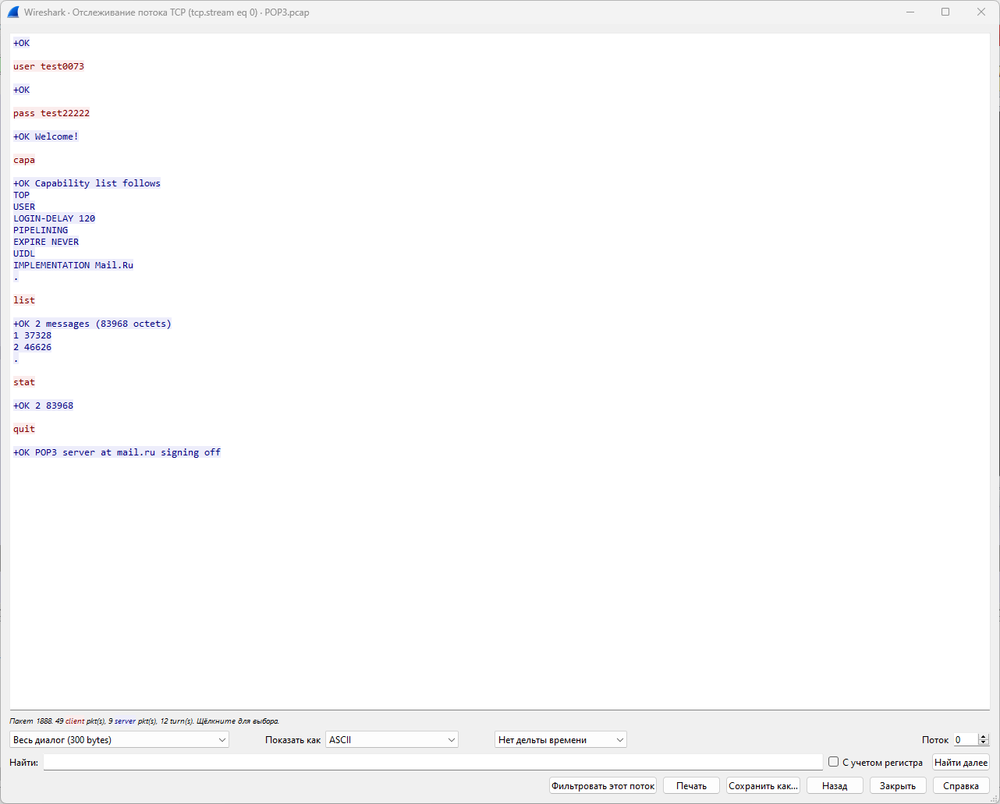 Wireshark · Отслеживание потока TCP (tcp.stream eq 0) · POP3.pcap
+OK
user test0073
+OK
pass test22222
+OK Welcome!
capa
+OK Capability list follows
TOP
USER
LOGIN-DELAY 120
PIPELINING
EXPIRE NEVER
UIDL
IMPLEMENTATION Mail.Ru
.
list
+OK 2 messages (83968 octets)
1 37328
2 46626
.
stat
+OK 2 83968
quit
+OK POP3 server at mail.ru signing off
Пакет 1888. 49 client pkt(s), 9 server pkt(s), 12 turn(s). Щёлкните для выбора.
Весь диалог (300 bytes) Показать как ASCII Нет дельты времени Поток 0
Найти: С учетом регистра Найти далее
Фильтровать этот поток Печать Сохранить как... Назад Закрыть Справка